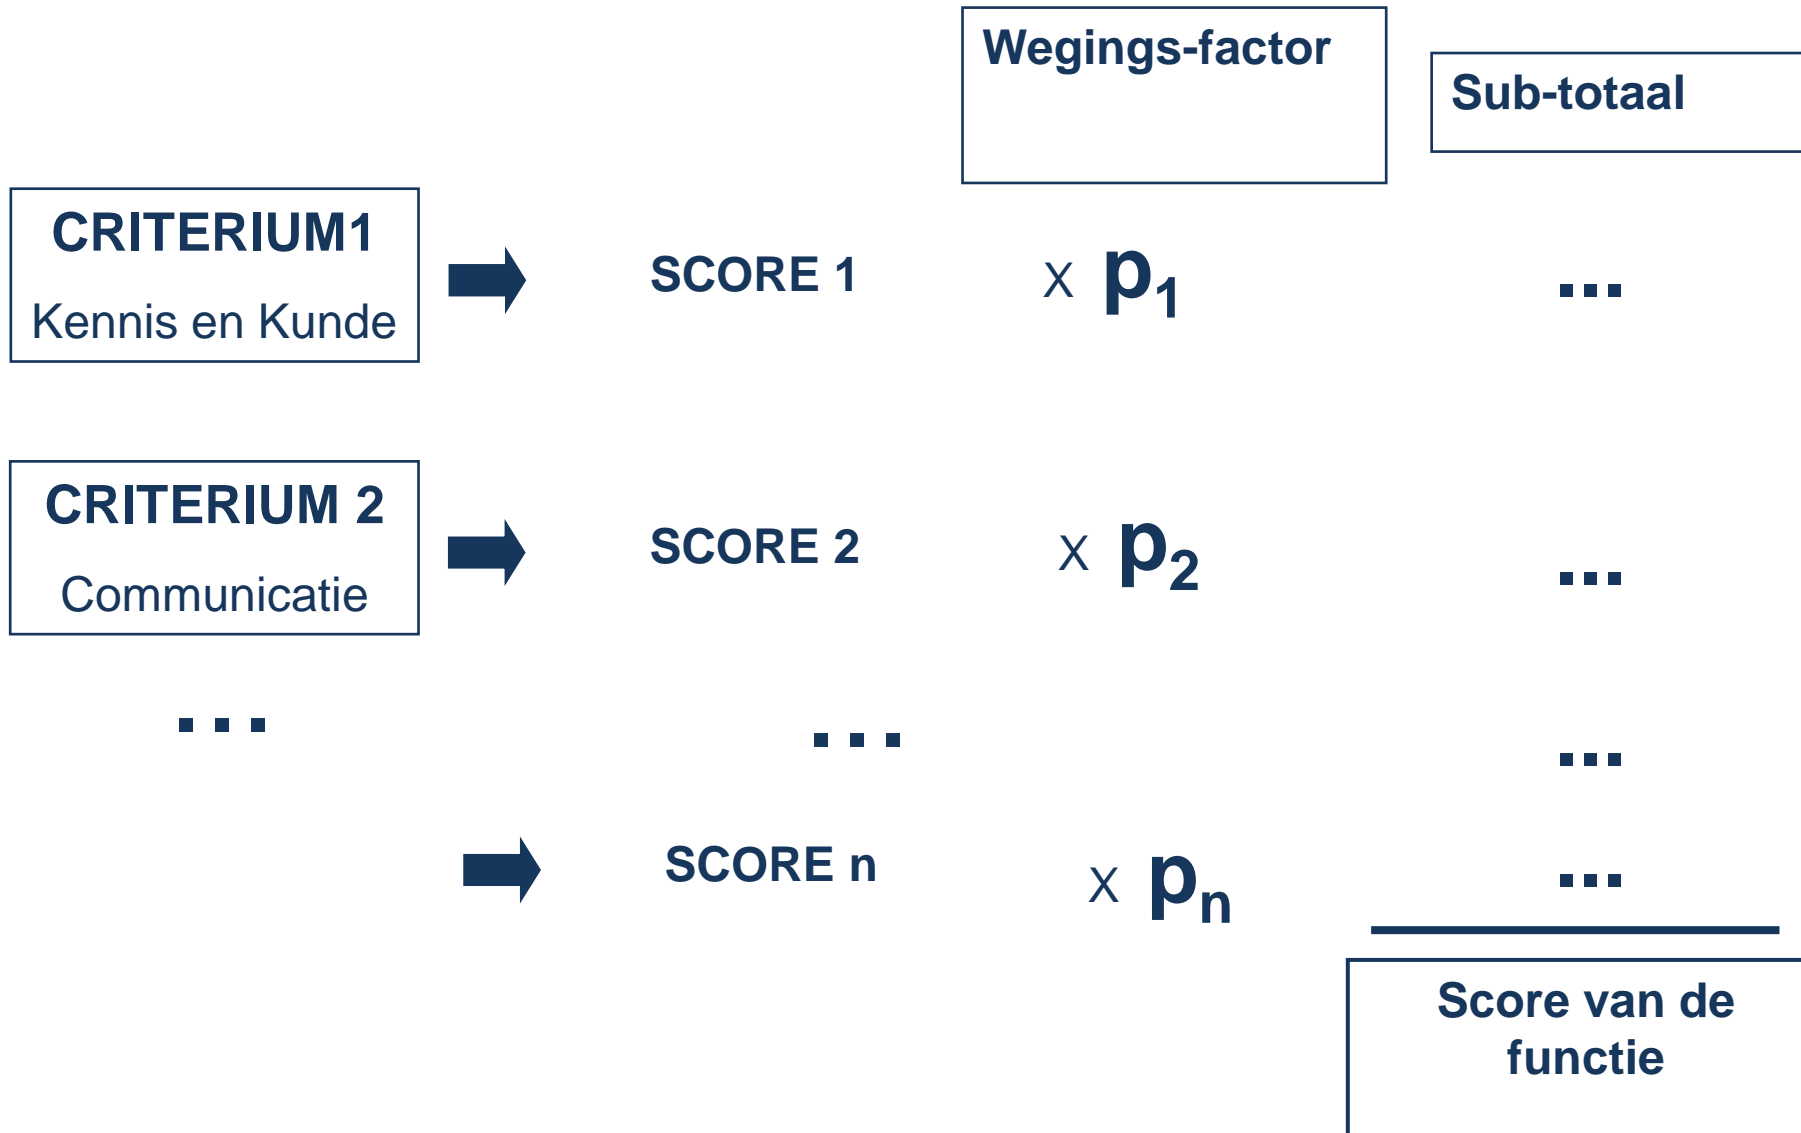 Wegings-factor
Sub-totaal
CRITERIUM1
Kennis en Kunde
SCORE 1
x p1
...
CRITERIUM 2
Communicatie
SCORE 2
x p2
...
...
...
...
SCORE n
x pn
...
Score van de
functie